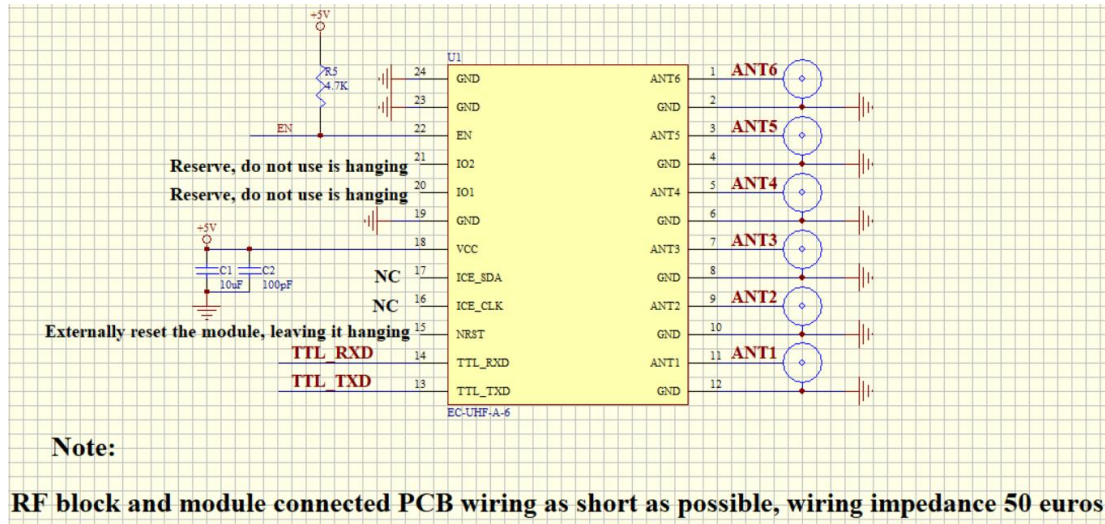 +5V
U1
R5
4.7K
24 GND ANT6 1 ANT6
23 GND GND 2
EN 22 EN ANT5 3 ANT5
Reserve, do not use is hanging 21 IO2 GND 4
Reserve, do not use is hanging 20 IO1 ANT4 5 ANT4
19 GND GND 6
+5V
18 VCC ANT3 7 ANT3
C1 C2
10uF 100pF
NC 17 ICE_SDA GND 8
NC 16 ICE_CLK ANT2 9 ANT2
Externally reset the module, leaving it hanging 15 NRST GND 10
TTL_RXD 14 TTL_RXD ANT1 11 ANT1
TTL_TXD 13 TTL_TXD GND 12
EC-UHF-A-6
Note:
RF block and module connected PCB wiring as short as possible, wiring impedance 50 euros